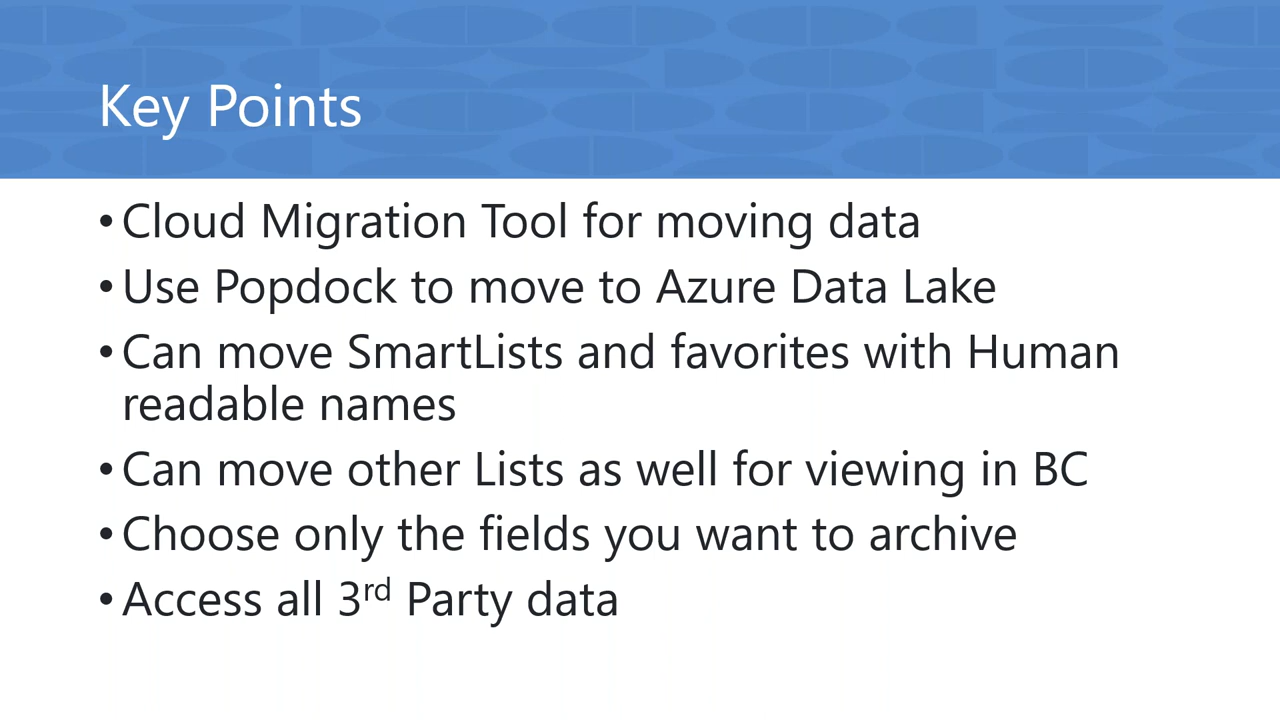 Key Points
• Cloud Migration Tool for moving data
• Use Popdock to move to Azure Data Lake
• Can move SmartLists and favorites with Human
readable names
• Can move other Lists as well for viewing in BC
• Choose only the fields you want to archive
• Access all 3rd Party data